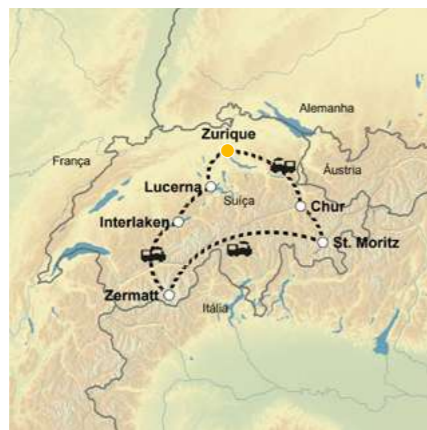 Alemanha
Zurique
França
Áustria
Lucerna
Suíça
Chur
Interlaken
St. Moritz
Zermatt
Itália